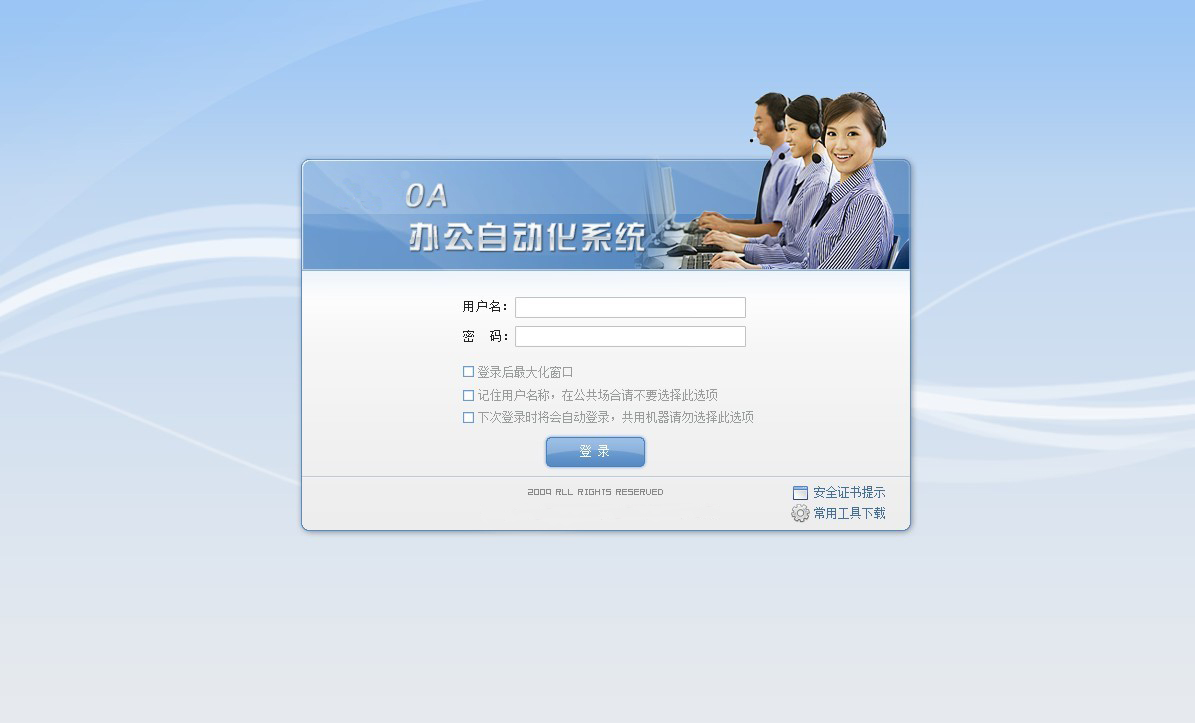 OA
办公自动化系统
用户名：
密 码：
登录后最大化窗口
记住用户名称，在公共场合请不要选择此选项
下次登录时将会自动登录，共用机器请勿选择此选项
登 录
2009 RLL RIGHTS RESERVED
安全证书提示
常用工具下载